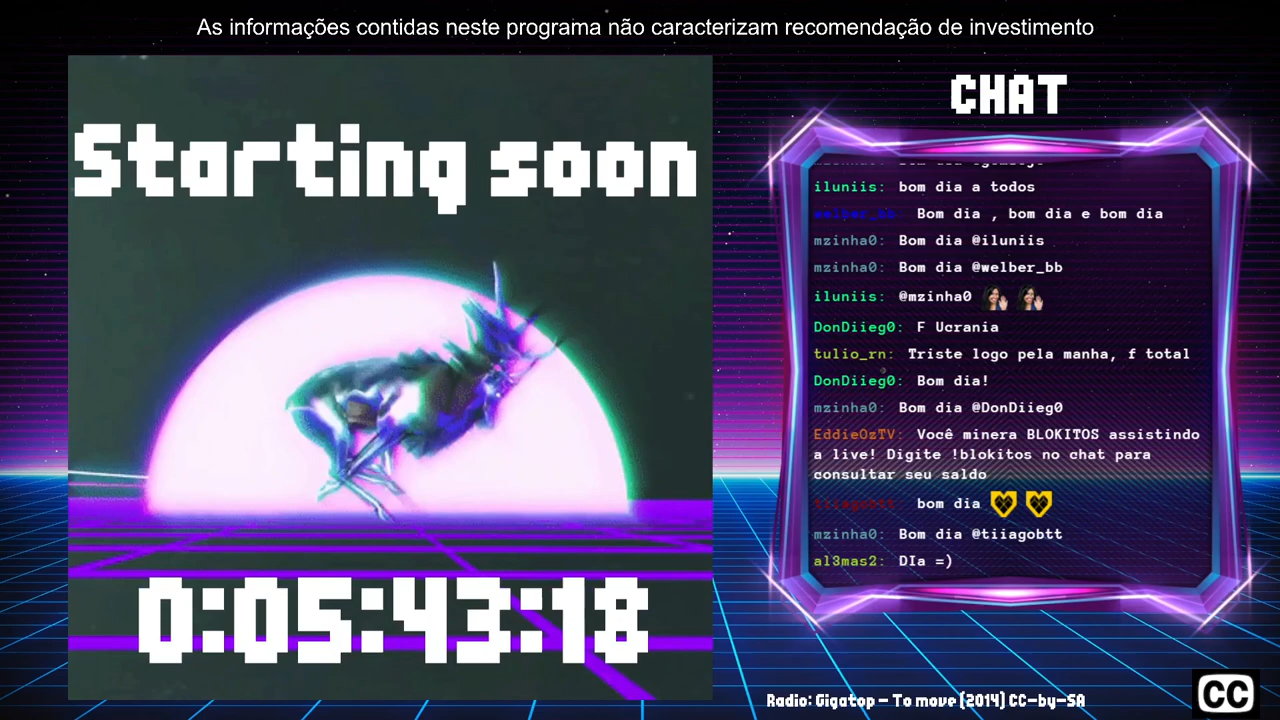 As informações contidas neste programa não caracterizam recomendação de investimento
Starting soon
0:05:43:18
CHAT
iluniis: bom dia a todos
welber_bb: Bom dia , bom dia e bom dia
mzinha0: Bom dia @iluniis
mzinha0: Bom dia @welber_bb
iluniis: @mzinha0
DonDiieg0: F Ucrania
tulio_rn: Triste logo pela manha, f total
DonDiieg0: Bom dia!
mzinha0: Bom dia @DonDiieg0
EddieOzTV: Você minera BLOKITOS assistindo
a live! Digite !blokitos no chat para
consultar seu saldo
tiiagobtt bom dia
mzinha0: Bom dia @tiiagobtt
al3mas2: DIa =)
Radio: Gigatop - To move (2014) CC-by-SA
CC